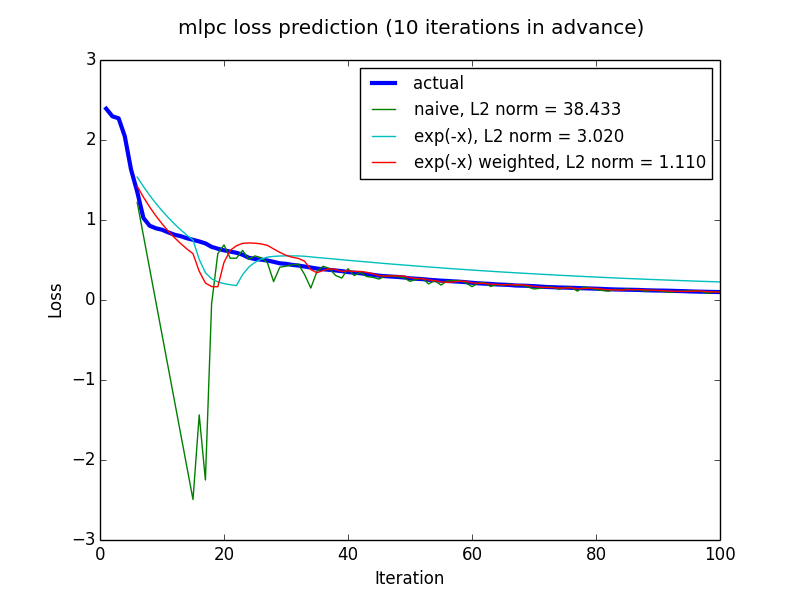 mlpc loss prediction (10 iterations in advance)
actual
naive, L2 norm = 38.433
exp(-x), L2 norm = 3.020
exp(-x) weighted, L2 norm = 1.110
3
2
1
0
−1
−2
−3
Loss
0 20 40 60 80 100
Iteration